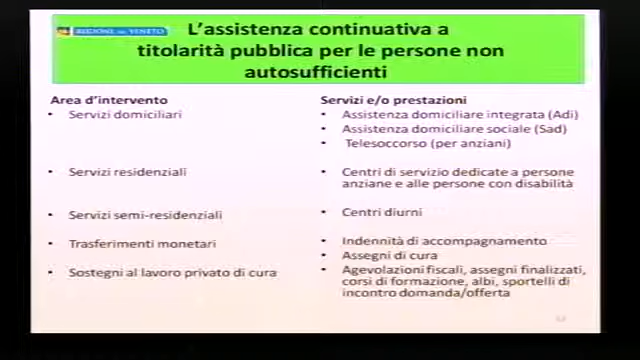 REGIONE DEL VENETO
L’assistenza continuativa a
titolarità pubblica per le persone non
autosufficienti
Area d’intervento
• Servizi domiciliari
• Servizi residenziali
• Servizi semi-residenziali
• Trasferimenti monetari
• Sostegni al lavoro privato di cura
Servizi e/o prestazioni
• Assistenza domiciliare integrata (Adi)
• Assistenza domiciliare sociale (Sad)
• Telesoccorso (per anziani)
• Centri di servizio dedicate a persone
anziane e alle persone con disabilità
• Centri diurni
• Indennità di accompagnamento
• Assegni di cura
• Agevolazioni fiscali, assegni finalizzati,
corsi di formazione, albi, sportelli di
incontro domanda/offerta